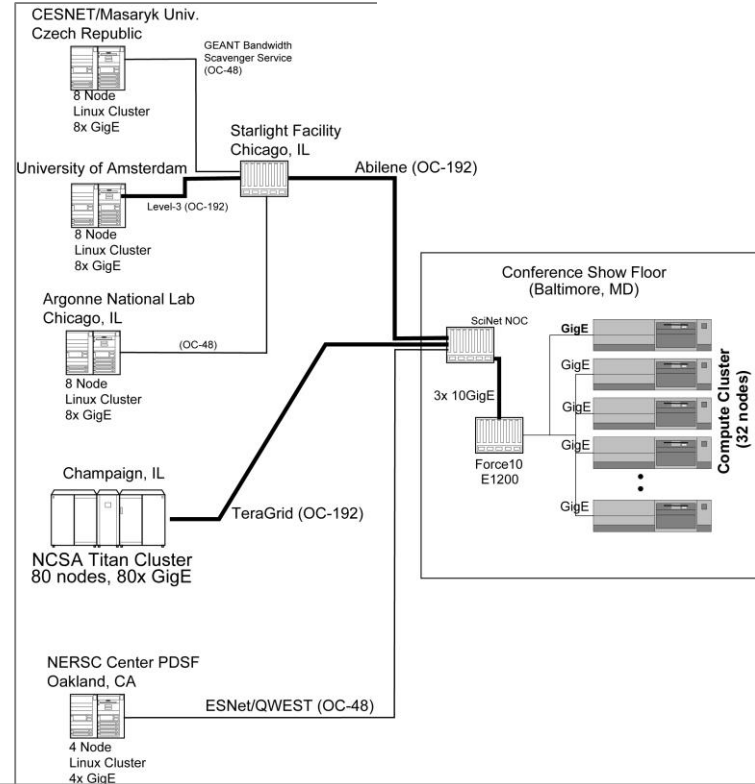 CESNET/Masaryk Univ.
Czech Republic
GEANT Bandwidth
Scavenger Service
(OC-48)
8 Node
Linux Cluster
8x GigE
Starlight Facility
Chicago, IL
University of Amsterdam
Abilene (OC-192)
Level-3 (OC-192)
8 Node
Linux Cluster
8x GigE
Argonne National Lab
Chicago, IL
(OC-48)
8 Node
Linux Cluster
8x GigE
Conference Show Floor
(Baltimore, MD)
SciNet NOC
3x 10GigE
Force10
E1200
GigE
GigE
GigE
GigE
GigE
Compute Cluster
(32 nodes)
Champaign, IL
TeraGrid (OC-192)
NCSA Titan Cluster
80 nodes, 80x GigE
NERSC Center PDSF
Oakland, CA
ESNet/QWEST (OC-48)
4 Node
Linux Cluster
4x GigE